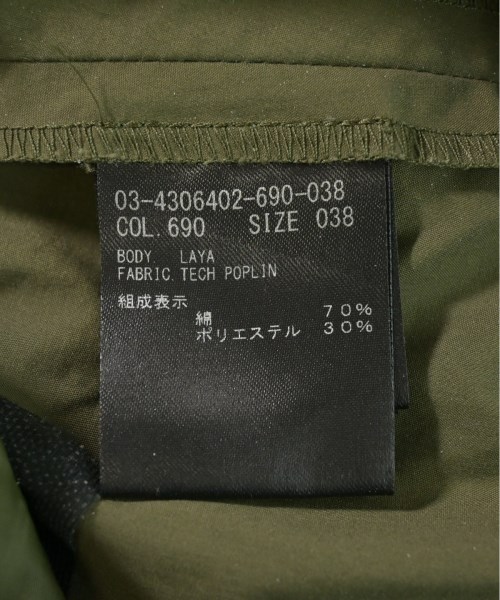 03-4306402-690-038
COL.690 SIZE 038
BODY LAYA
FABRIC.TECH POPLIN
組成表示
綿 70%
ポリエステル 30%